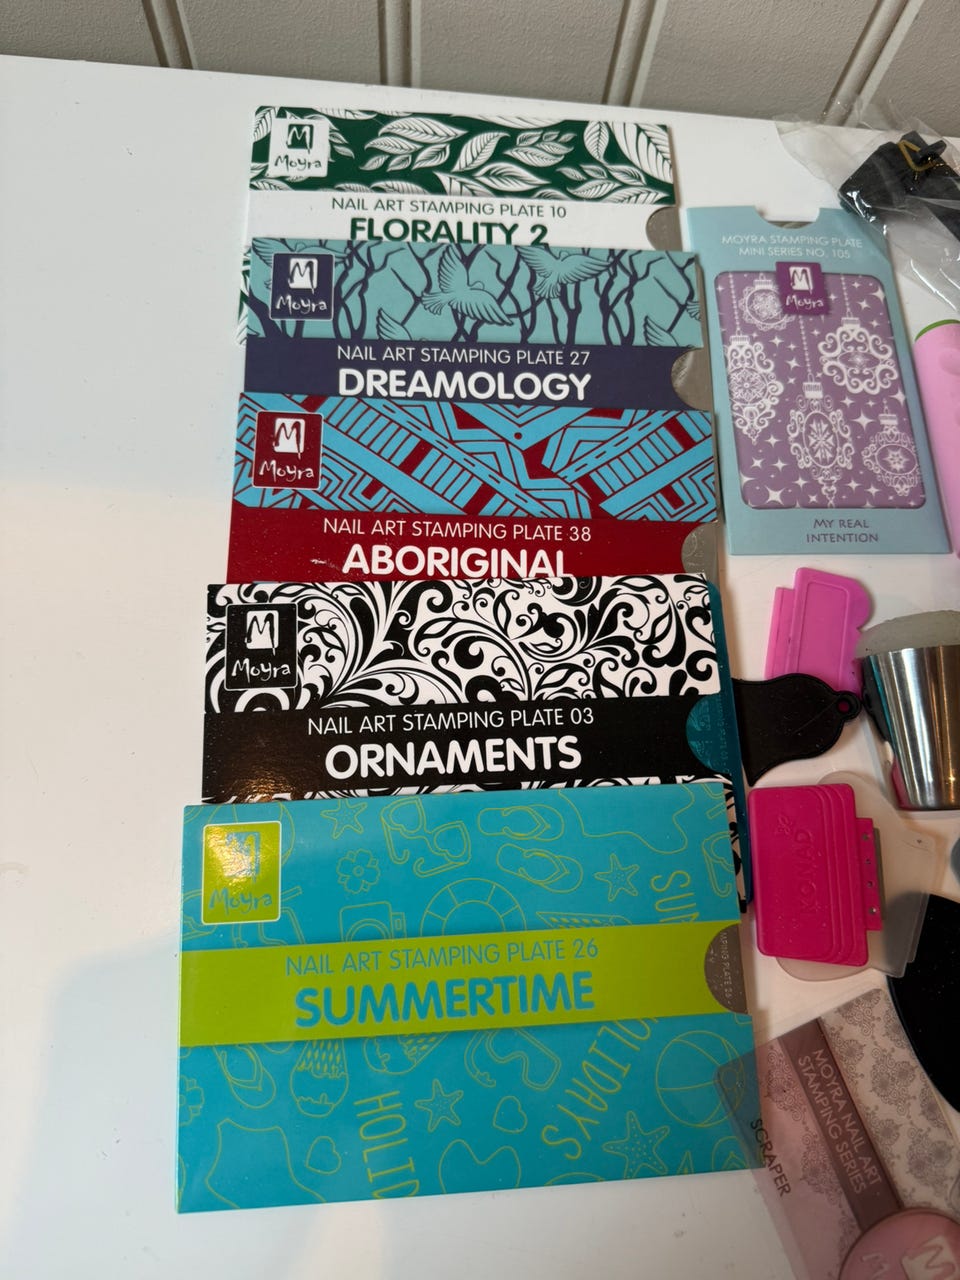 Moyra
NAIL ART STAMPING PLATE 10
FLORALITY 2
Moyra
NAIL ART STAMPING PLATE 27
DREAMOLOGY
Moyra
NAIL ART STAMPING PLATE 38
ABORIGINAL
Moyra
NAIL ART STAMPING PLATE 03
ORNAMENTS
Moyra
NAIL ART STAMPING PLATE 26
SUMMERTIME
HOLIDAYS
MOYRA STAMPING PLATE
MINI SERIES NO. 105
Moyra
MY REAL
INTENTION
KONAD
MOYRA NAIL ART
STAMPING SERIES
SCRAPER